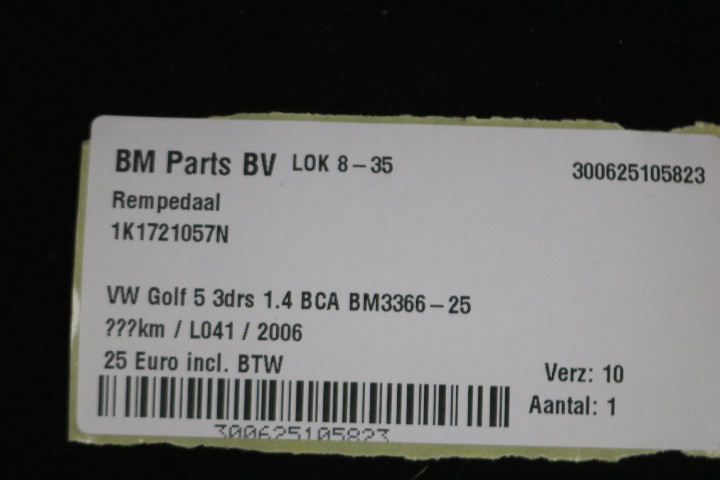 BM Parts BV LOK 8-35 300625105823
Rempedaal
1K1721057N
VW Golf 5 3drs 1.4 BCA BM3366-25
???km / L041 / 2006
25 Euro incl. BTW
Verz: 10
Aantal: 1
300625105823